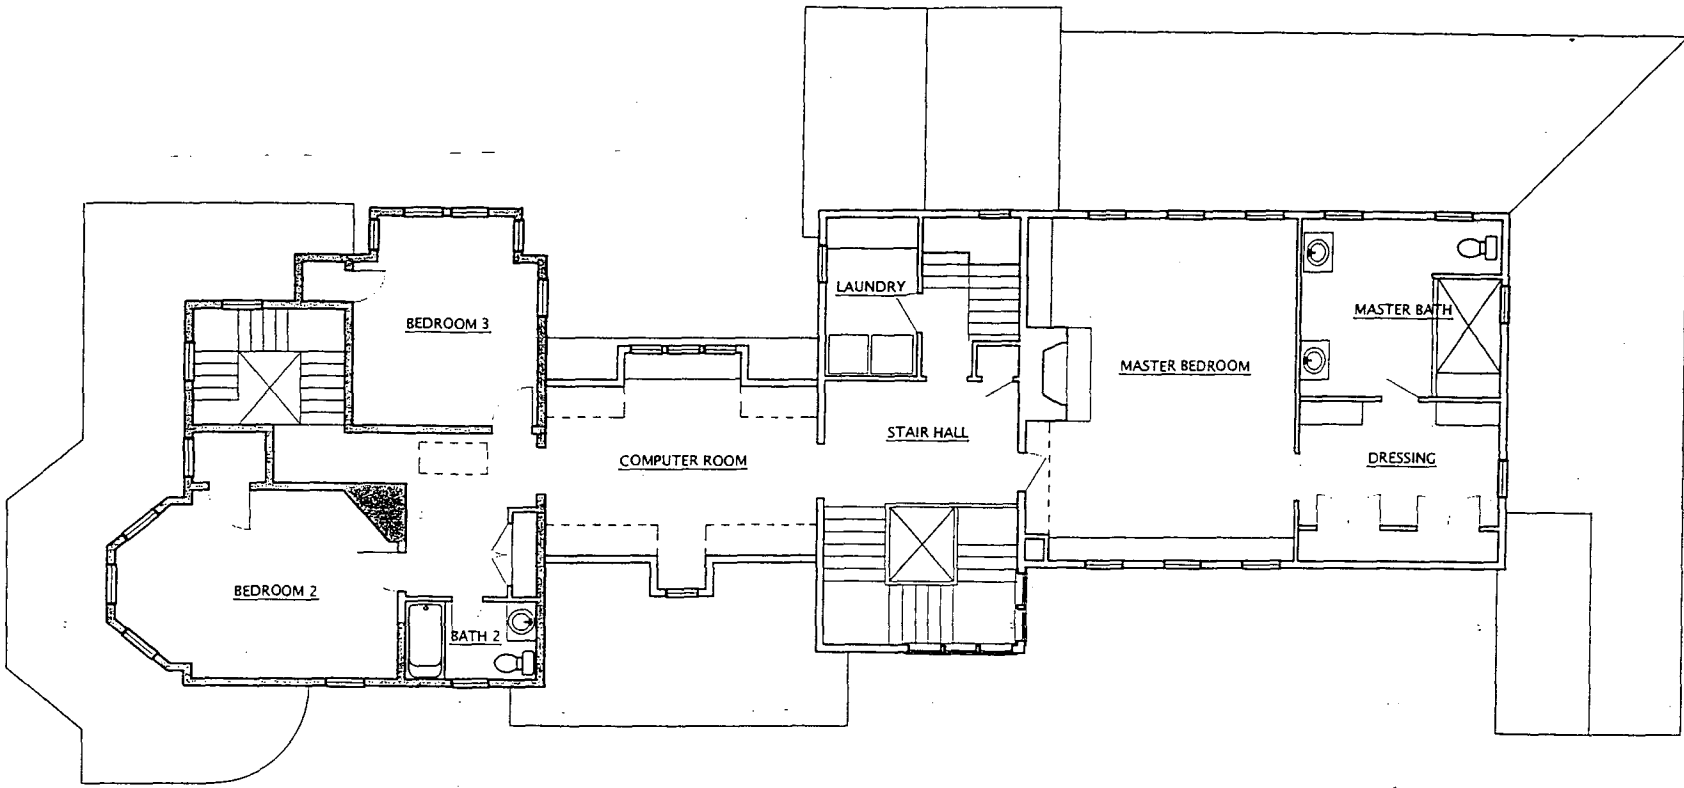 LAUNDRY
BEDROOM 3
MASTER BATH
MASTER BEDROOM
STAIR HALL
COMPUTER ROOM
DRESSING
BEDROOM 2
BATH 2